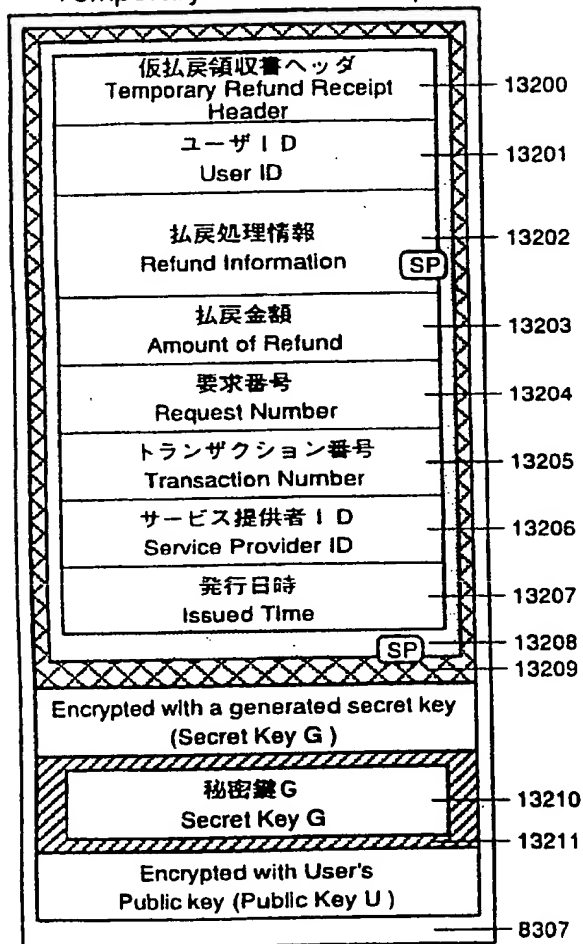 仮払戻領収書ヘッダ
Temporary Refund Receipt
Header
13200
ユーザID
User ID
13201
払戻処理情報
Refund Information
SP
13202
払戻金額
Amount of Refund
13203
要求番号
Request Number
13204
トランザクション番号
Transaction Number
13205
サービス提供者ID
Service Provider ID
13206
発行日時
Issued Time
13207
SP
13208
13209
Encrypted with a generated secret key
(Secret Key G )
秘密鍵G
Secret Key G
13210
13211
Encrypted with User's
Public key (Public Key U )
8307